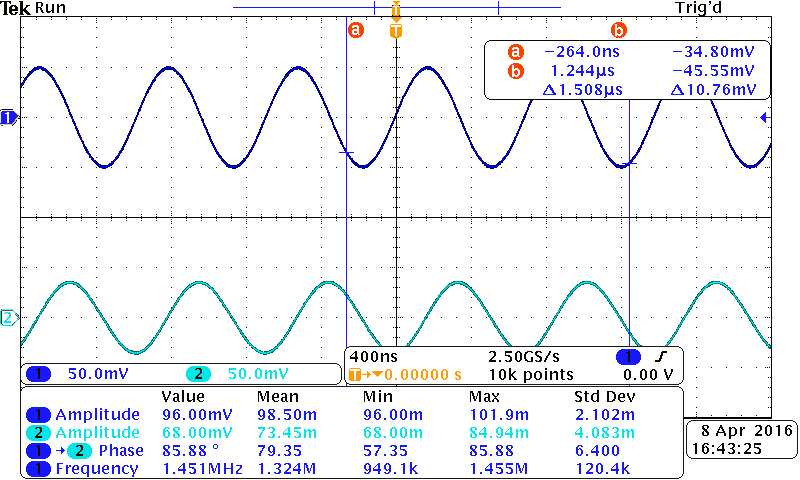 Tek Run Trig'd
T
a b
T
a −264.0ns −34.80mV
b 1.244µs −45.55mV
Δ1.508µs Δ10.76mV
1
2
1 50.0mV 2 50.0mV
400ns 2.50GS/s 1
T→▼0.00000 s 10k points 0.00 V
Value Mean Min Max Std Dev
1 Amplitude 96.00mV 98.50m 96.00m 101.9m 2.102m
2 Amplitude 68.00mV 73.45m 68.00m 84.94m 4.083m
1 → 2 Phase 85.88 ° 79.35 57.35 85.88 6.400
1 Frequency 1.451MHz 1.324M 949.1k 1.455M 120.4k
8 Apr 2016
16:43:25